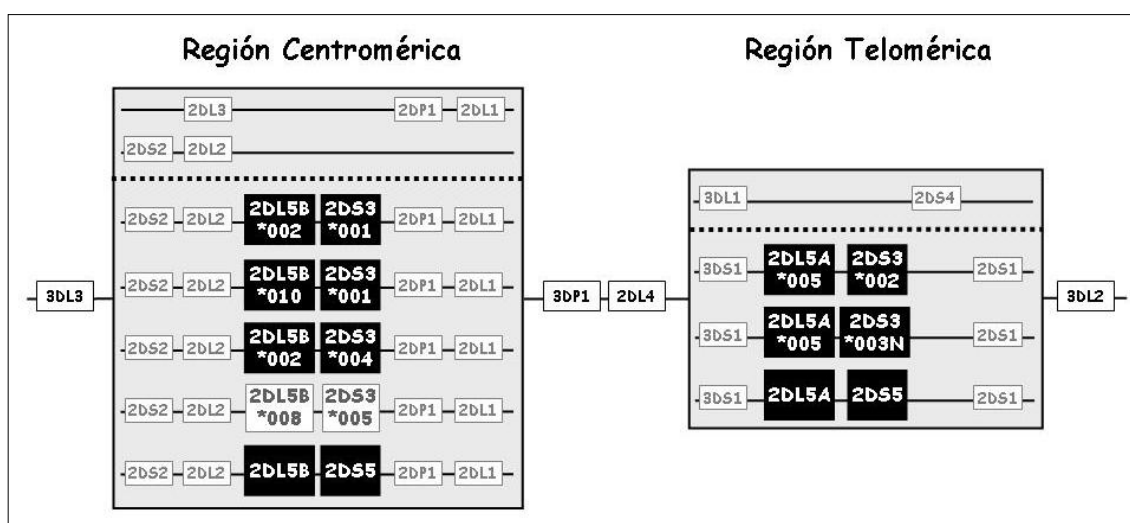 Región Centromérica
Región Telomérica
2DL3 2DP1 2DL1
2DS2 2DL2
2DS2 2DL2 2DL5B *002 2DS3 *001 2DP1 2DL1
2DS2 2DL2 2DL5B *010 2DS3 *001 2DP1 2DL1
2DS2 2DL2 2DL5B *002 2DS3 *004 2DP1 2DL1
2DS2 2DL2 2DL5B *008 2DS3 *005 2DP1 2DL1
2DS2 2DL2 2DL5B 2DS5 2DP1 2DL1
3DL3
3DP1 2DL4
3DL1 2DS4
3DS1 2DL5A *005 2DS3 *002 2DS1
3DS1 2DL5A *005 2DS3 *003N 2DS1
3DS1 2DL5A 2DS5 2DS1
3DL2